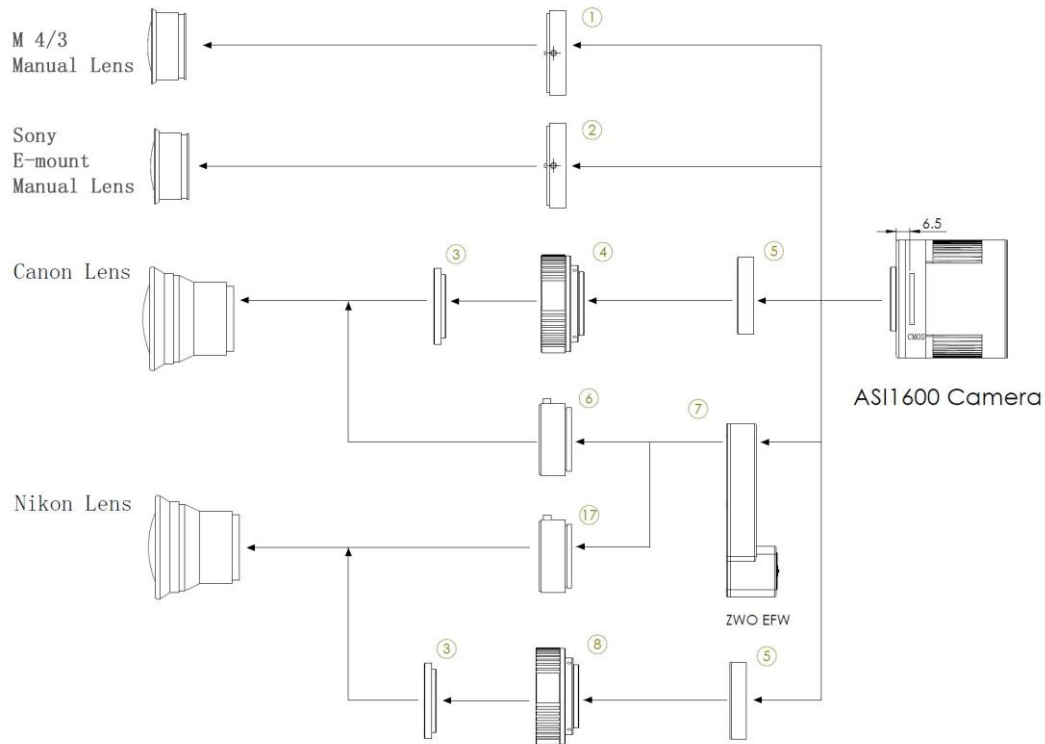 M 4/3
Manual Lens
①
Sony
E-mount
Manual Lens
②
6.5
Canon Lens
③
④
⑤
CMOS
ASI1600 Camera
⑥
⑦
Nikon Lens
⑰
ZWO EFW
③
⑧
⑤